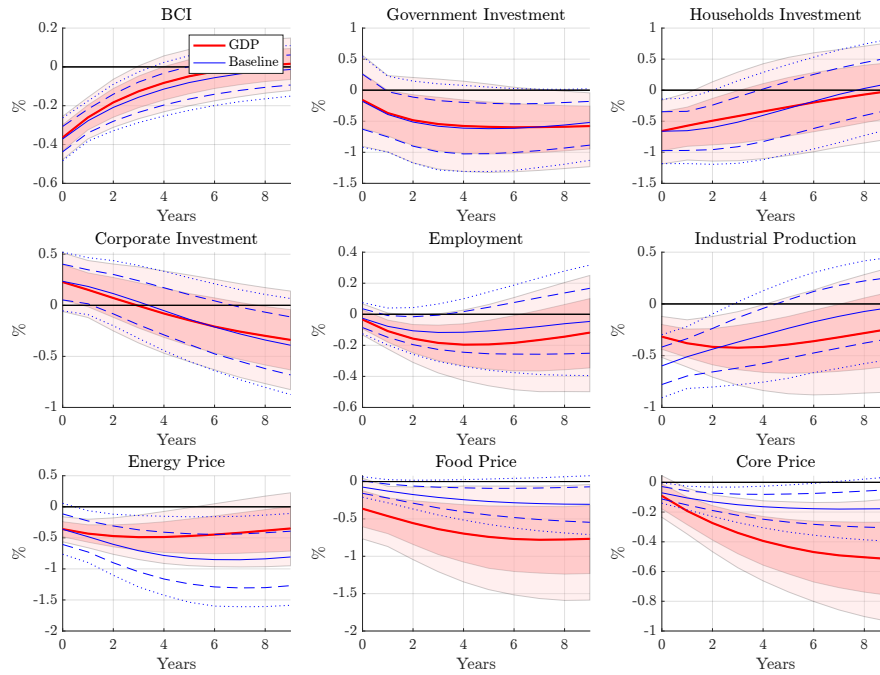 BCI
Government Investment
Households Investment
0.2
0
-0.2
-0.4
-0.6
%
GDP
Baseline
0 2 4 6 8
Years
1
0.5
0
-0.5
-1
-1.5
%
0 2 4 6 8
Years
1
0.5
0
-0.5
-1
-1.5
%
0 2 4 6 8
Years
Corporate Investment
Employment
Industrial Production
0.5
0
-0.5
-1
%
0 2 4 6 8
Years
0.4
0.2
0
-0.2
-0.4
-0.6
%
0 2 4 6 8
Years
0.5
0
-0.5
-1
%
0 2 4 6 8
Years
Energy Price
Food Price
Core Price
0.5
0
-0.5
-1
-1.5
-2
%
0 2 4 6 8
Years
0
-0.5
-1
-1.5
-2
%
0 2 4 6 8
Years
0
-0.2
-0.4
-0.6
-0.8
-1
%
0 2 4 6 8
Years